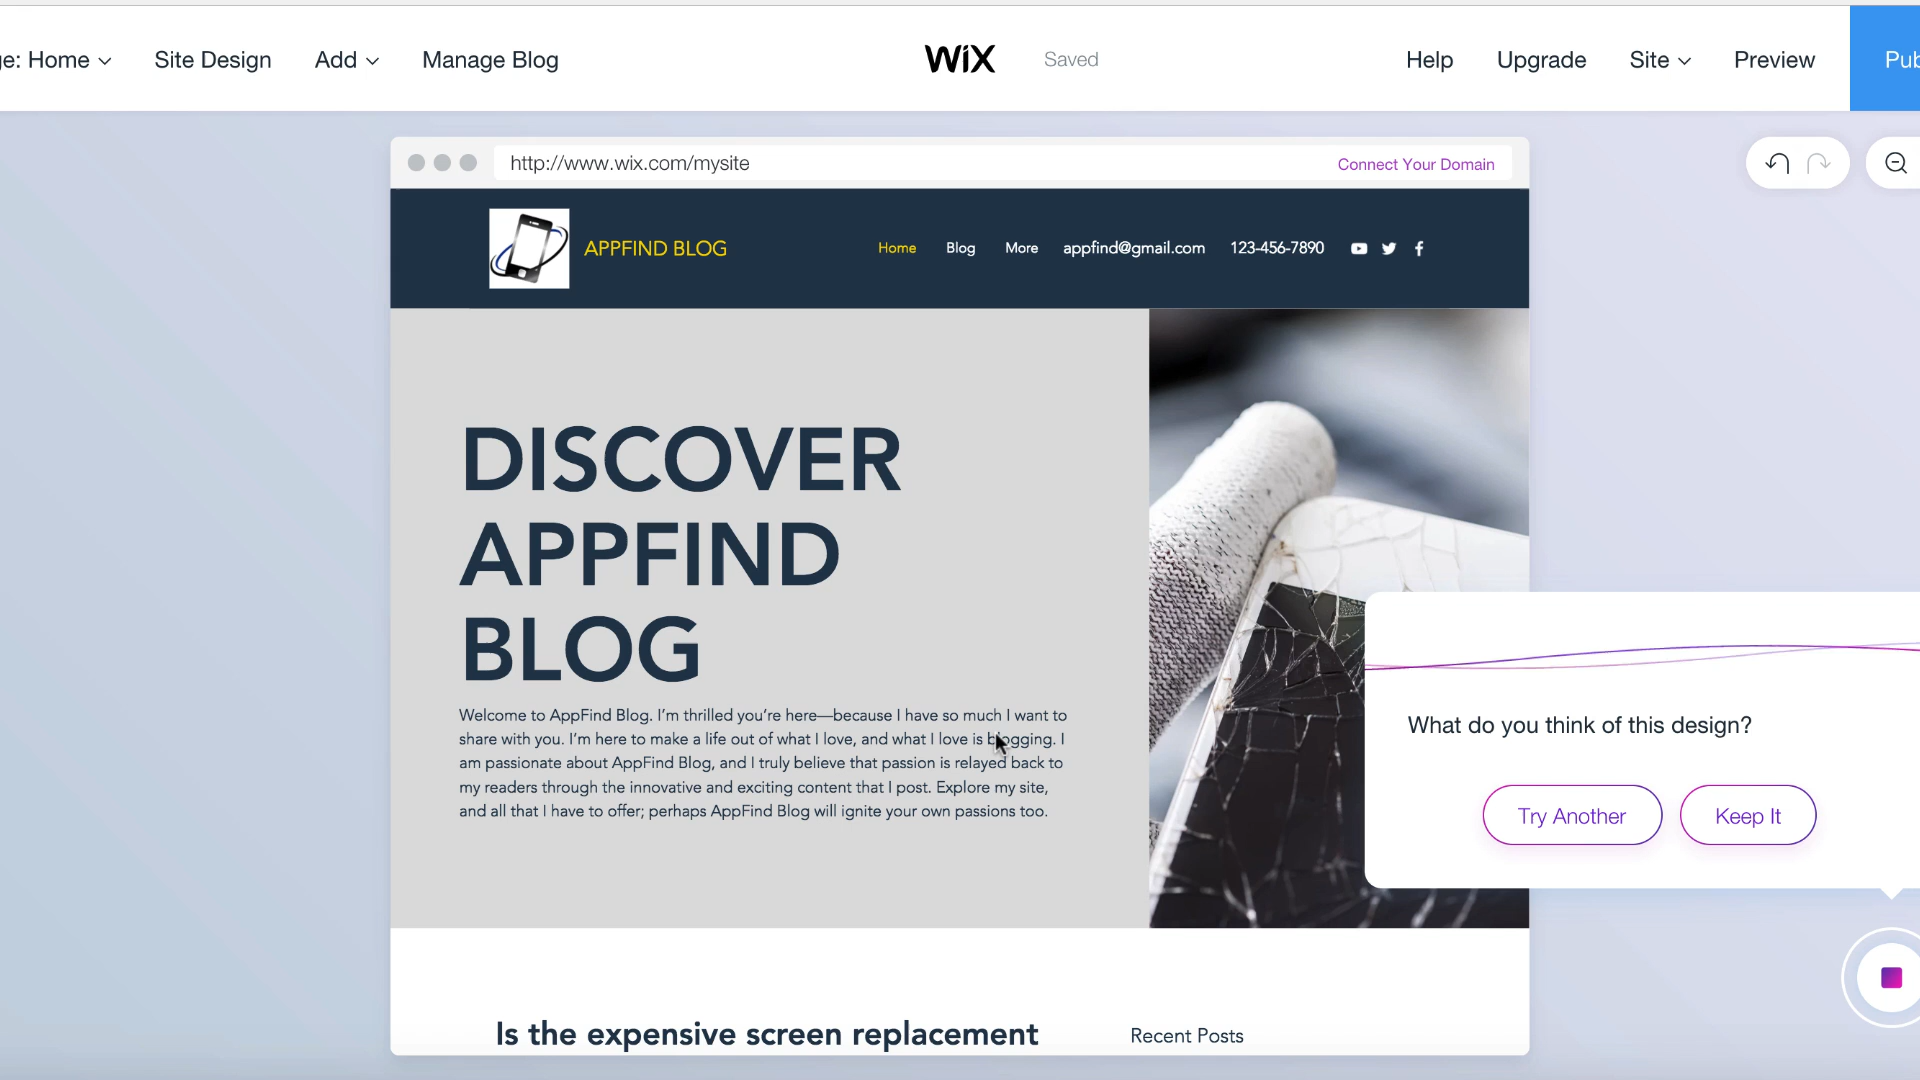 ge: Home
Site Design
Add
Manage Blog
WiX
Saved
Help
Upgrade
Site
Preview
Pub
http://www.wix.com/mysite
Connect Your Domain
APPFIND BLOG
Home
Blog
More
appfind@gmail.com
123-456-7890
DISCOVER
APPFIND
BLOG
Welcome to AppFind Blog. I'm thrilled you're here—because I have so much I want to
share with you. I'm here to make a life out of what I love, and what I love is blogging. I
am passionate about AppFind Blog, and I truly believe that passion is relayed back to
my readers through the innovative and exciting content that I post. Explore my site,
and all that I have to offer; perhaps AppFind Blog will ignite your own passions too.
What do you think of this design?
Try Another
Keep It
Is the expensive screen replacement
Recent Posts